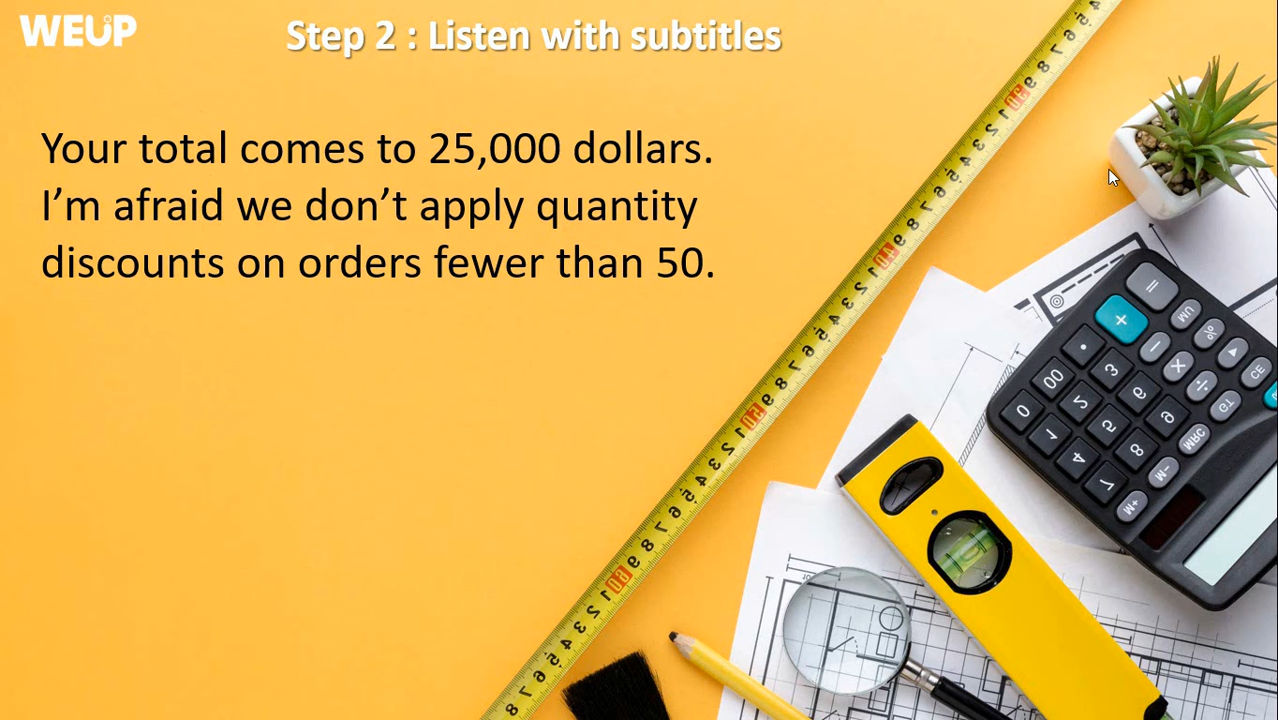 WEUP
Step 2 : Listen with subtitles
Your total comes to 25,000 dollars.
I’m afraid we don’t apply quantity
discounts on orders fewer than 50.